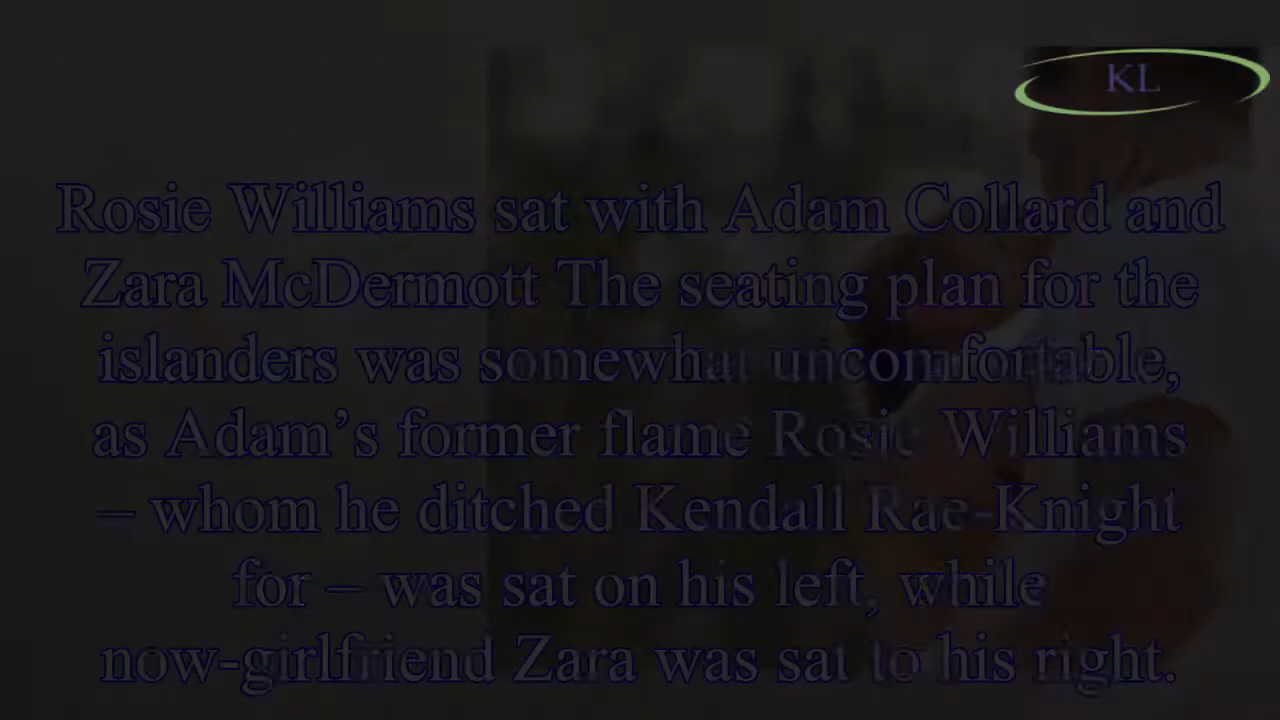 KL
Rosie Williams sat with Adam Collard and
Zara McDermott The seating plan for the
islanders was somewhat uncomfortable,
as Adam’s former flame Rosie Williams
– whom he ditched Kendall Rae-Knight
for – was sat on his left, while
now-girlfriend Zara was sat to his right.